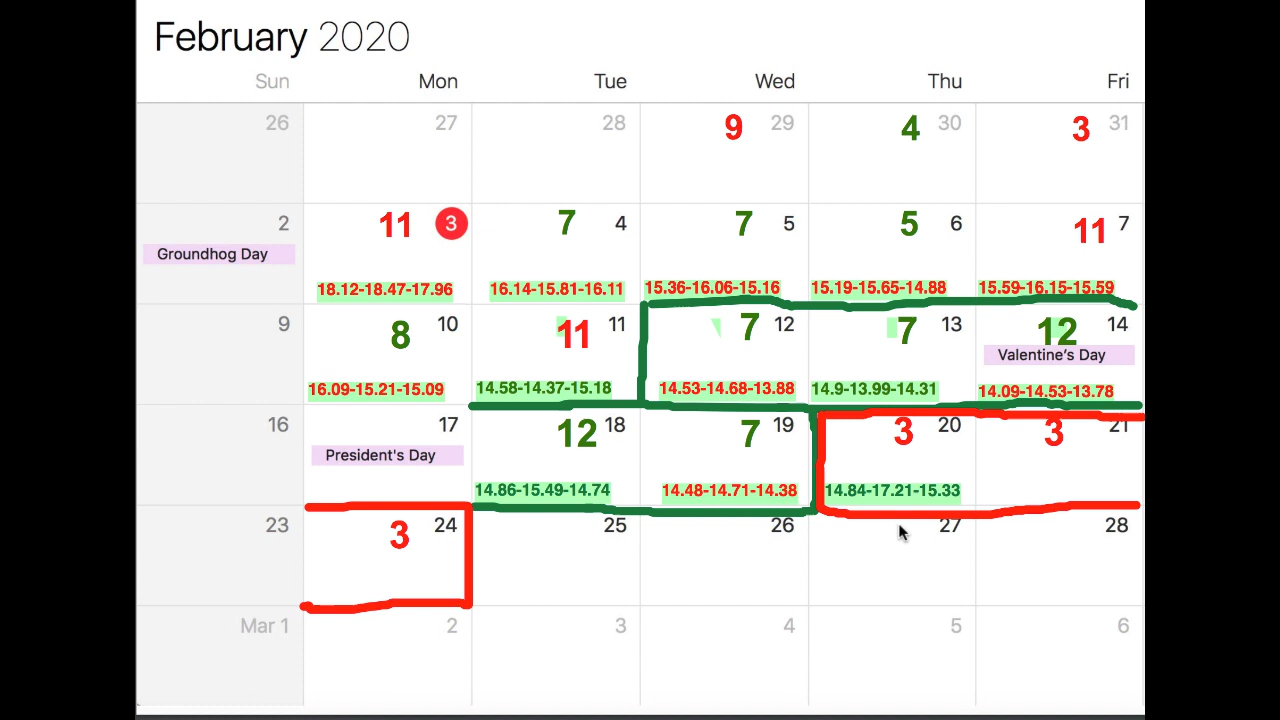 February 2020
Sun Mon Tue Wed Thu Fri
26 27 28 9 29 4 30 3 31
2 11 3 7 4 7 5 5 6 11 7
Groundhog Day
18.12-18.47-17.96 16.14-15.81-16.11 15.36-16.06-15.16 15.19-15.65-14.88 15.59-16.15-15.59
9 8 10 11 11 7 12 7 13 12 14
Valentine's Day
16.09-15.21-15.09 14.58-14.37-15.18 14.53-14.68-13.88 14.9-13.99-14.31 14.09-14.53-13.78
16 17 12 18 7 19 3 20 3 21
President's Day
14.86-15.49-14.74 14.48-14.71-14.38 14.84-17.21-15.33
23 3 24 25 26 27 28
Mar 1 2 3 4 5 6